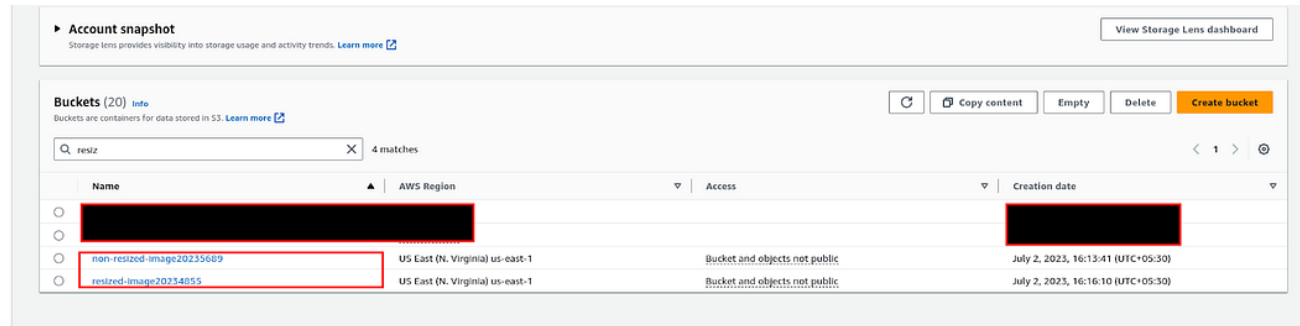 Account snapshot
View Storage Lens dashboard
Storage lens provides visibility into storage usage and activity trends. Learn more
Buckets (20) Info
Copy content Empty Delete Create bucket
Buckets are containers for data stored in S3. Learn more
resiz 4 matches
1
Name AWS Region Access Creation date
non-resized-image20235689 US East (N. Virginia) us-east-1 Bucket and objects not public July 2, 2023, 16:13:41 (UTC+05:30)
resized-image20234855 US East (N. Virginia) us-east-1 Bucket and objects not public July 2, 2023, 16:16:10 (UTC+05:30)